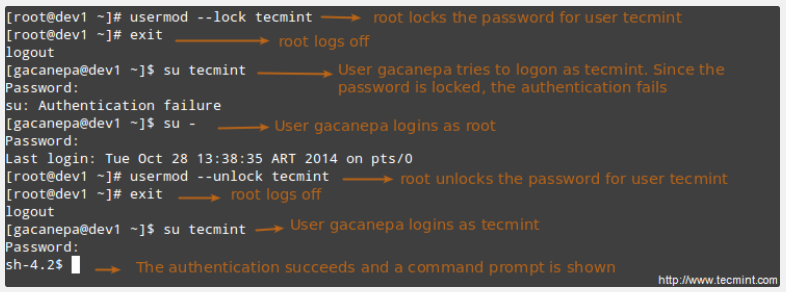 [root@dev1 ~]# usermod --lock tecmint root locks the password for user tecmint
[root@dev1 ~]# exit root logs off
logout
[gacanepa@dev1 ~]$ su tecmint User gacanepa tries to logon as tecmint. Since the
Password: password is locked, the authentication fails
su: Authentication failure
[gacanepa@dev1 ~]$ su - User gacanepa logins as root
Password:
Last login: Tue Oct 28 13:38:35 ART 2014 on pts/0
[root@dev1 ~]# usermod --unlock tecmint root unlocks the password for user tecmint
[root@dev1 ~]# exit root logs off
logout
[gacanepa@dev1 ~]$ su tecmint User gacanepa logins as tecmint
Password:
sh-4.2$ The authentication succeeds and a command prompt is shown
http://www.tecmint.com